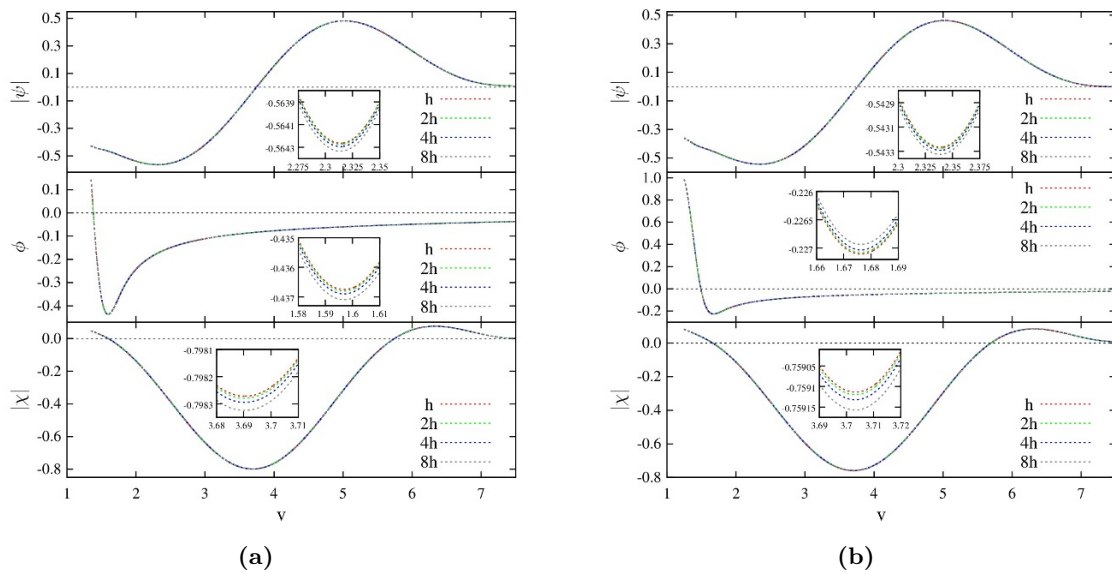 0.5
0.3
0.1
-0.1
-0.3
-0.5
|ψ|
h
2h
4h
8h
-0.5639
-0.5641
-0.5643
2.275 2.3 2.325 2.35
0.1
0.0
-0.1
-0.2
-0.3
-0.4
ϕ
h
2h
4h
8h
-0.435
-0.436
-0.437
1.58 1.59 1.6 1.61
0.0
-0.2
-0.4
-0.6
-0.8
|χ|
h
2h
4h
8h
-0.7981
-0.7982
-0.7983
3.68 3.69 3.7 3.71
1 2 3 4 5 6 7
v
(a)
0.5
0.3
0.1
-0.1
-0.3
-0.5
|ψ|
h
2h
4h
8h
-0.5429
-0.5431
-0.5433
2.3 2.325 2.35 2.375
1.0
0.8
0.6
0.4
0.2
-0.0
-0.2
ϕ
h
2h
4h
8h
-0.226
-0.2265
-0.227
1.66 1.67 1.68 1.69
0.0
-0.2
-0.4
-0.6
-0.8
|χ|
h
2h
4h
8h
-0.75905
-0.7591
-0.75915
3.69 3.7 3.71 3.72
1 2 3 4 5 6 7
v
(b)